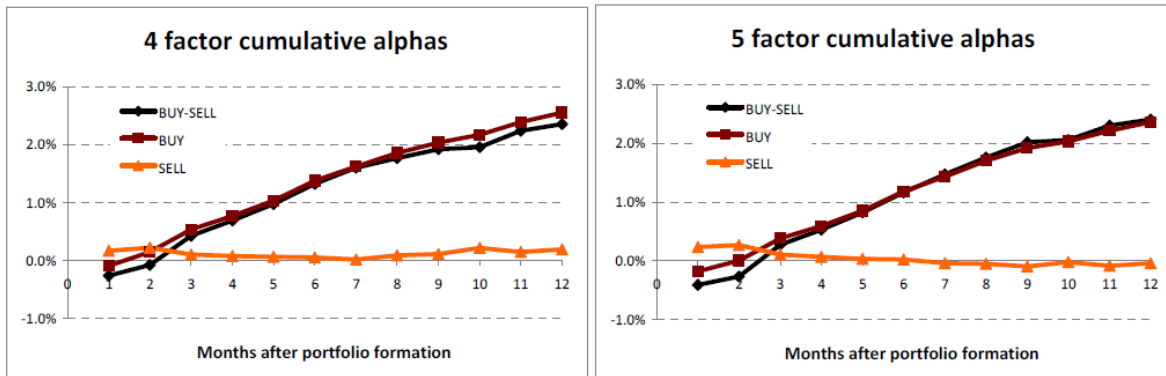 4 factor cumulative alphas
3.0%
2.0%
1.0%
0.0%
-1.0%
BUY-SELL
BUY
SELL
0 1 2 3 4 5 6 7 8 9 10 11 12
Months after portfolio formation
5 factor cumulative alphas
3.0%
2.0%
1.0%
0.0%
-1.0%
BUY-SELL
BUY
SELL
0 1 2 3 4 5 6 7 8 9 10 11 12
Months after portfolio formation